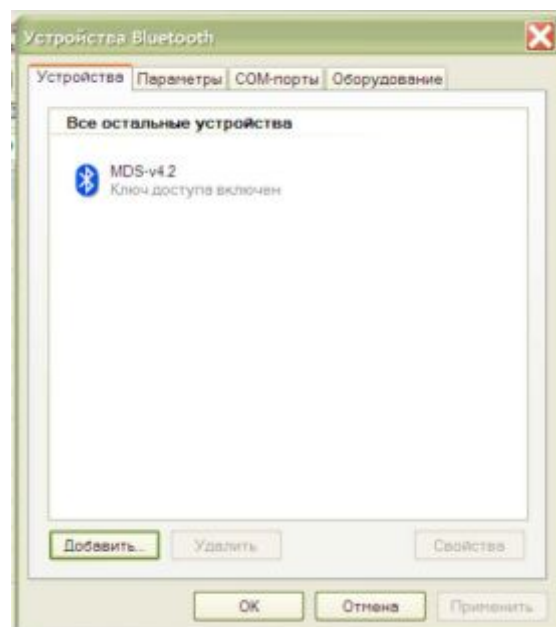 Устройства Bluetooth
Устройства Параметры COM-порты Оборудование
Все остальные устройства
MDS-v4.2
Ключ доступа включен
Добавить... Удалить Свойства
OK Отмена Применить